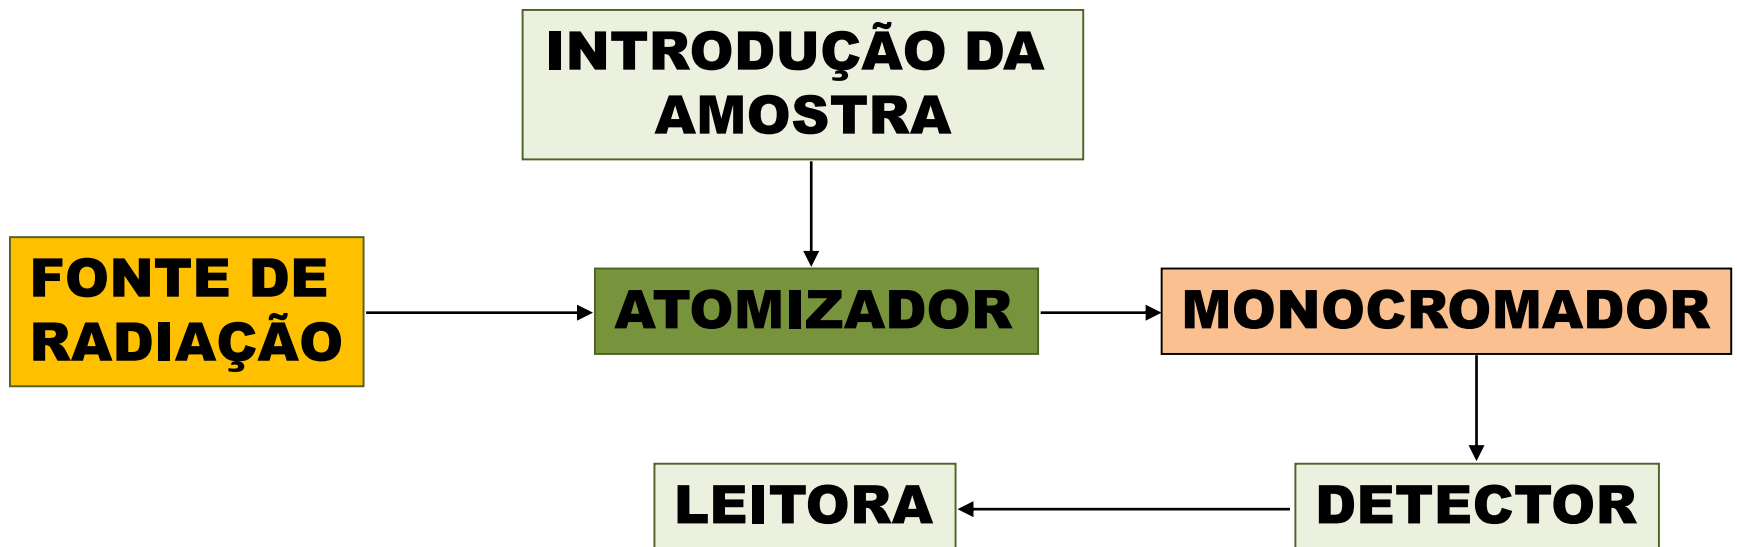 INTRODUÇÃO DA
AMOSTRA
FONTE DE
RADIAÇÃO
ATOMIZADOR
MONOCROMADOR
LEITORA
DETECTOR